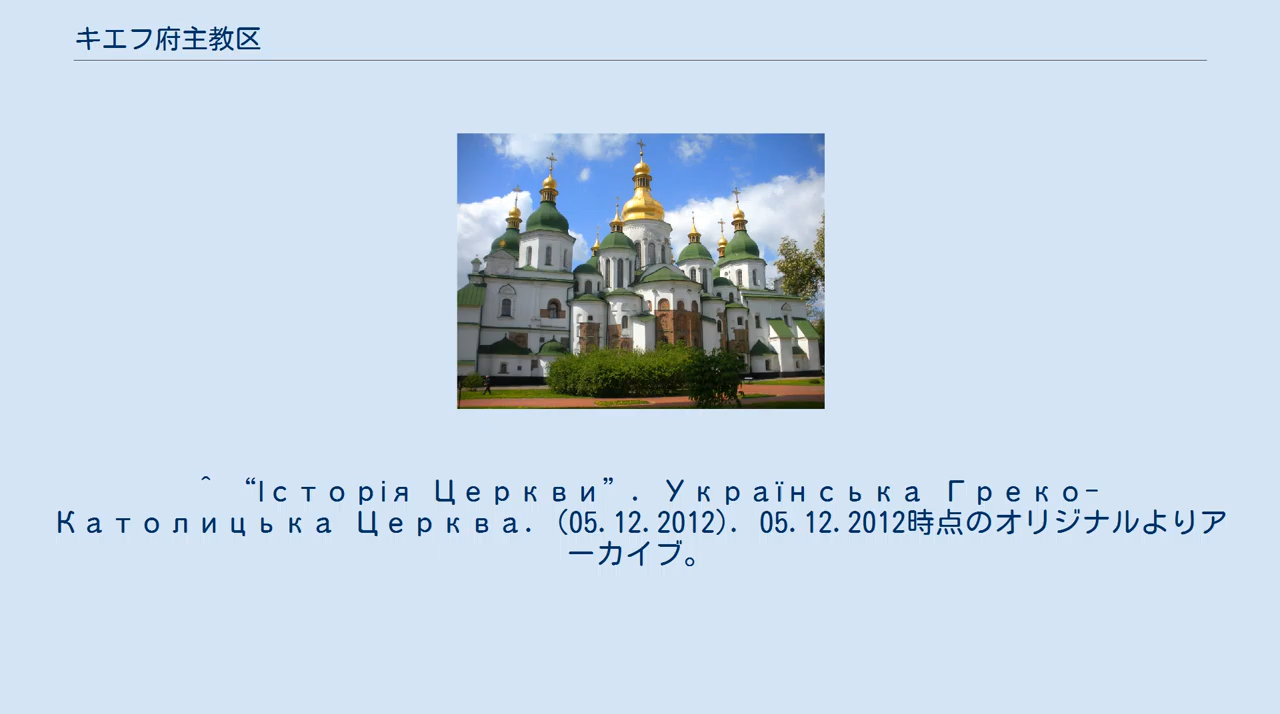 キエフ府主教区
^ “Історія Церкви”. Українська Греко-
Католицька Церква. (05.12.2012). 05.12.2012時点のオリジナルよりア
ーカイブ。